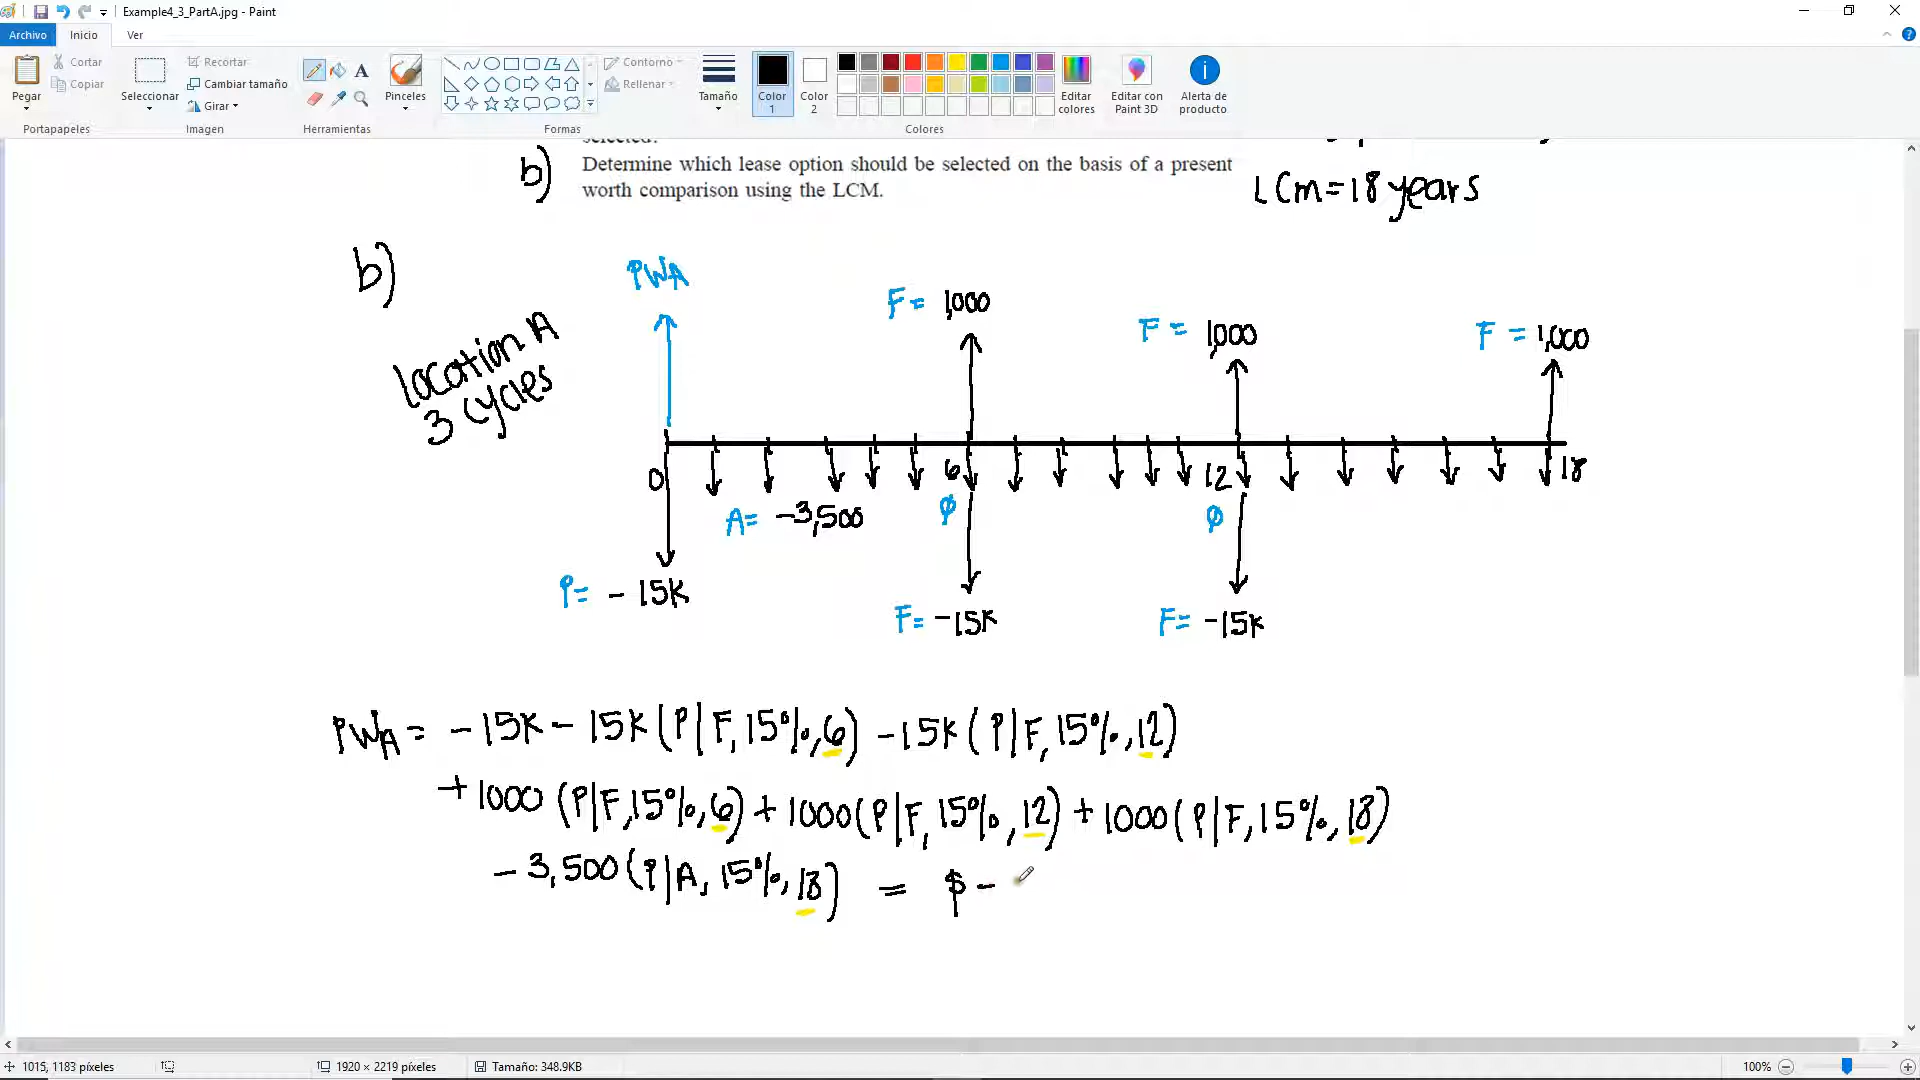 Example4_3_PartA.jpg - Paint
Archivo Inicio Ver
Pegar
Cortar
Copiar
Portapapeles
Seleccionar
Recortar
Cambiar tamaño
Girar
Imagen
Herramientas
Pinceles
Contorno
Rellenar
Formas
Tamaño
Color 1
Color 2
Editar colores
Editar con Paint 3D
Alerta de producto
Colores
b) Determine which lease option should be selected on the basis of a present
worth comparison using the LCM.
LCm=18 years
b)
Location A
3 cycles
PWA
F= 1,000
F = 1,000
F = 1,000
0 6 12 18
A= -3,500 Ø Ø
P= -15K
F= -15K
F= -15K
PWA = -15K - 15K (P|F, 15%, 6) -15K (P|F, 15%, 12)
+1000 (P|F, 15%, 6) + 1000 (P|F, 15%, 12) + 1000 (P|F, 15%, 18)
-3,500 (P|A, 15%, 18) = $ -
1015, 1183 píxeles
1920 × 2219 píxeles
Tamaño: 348.9KB
100%